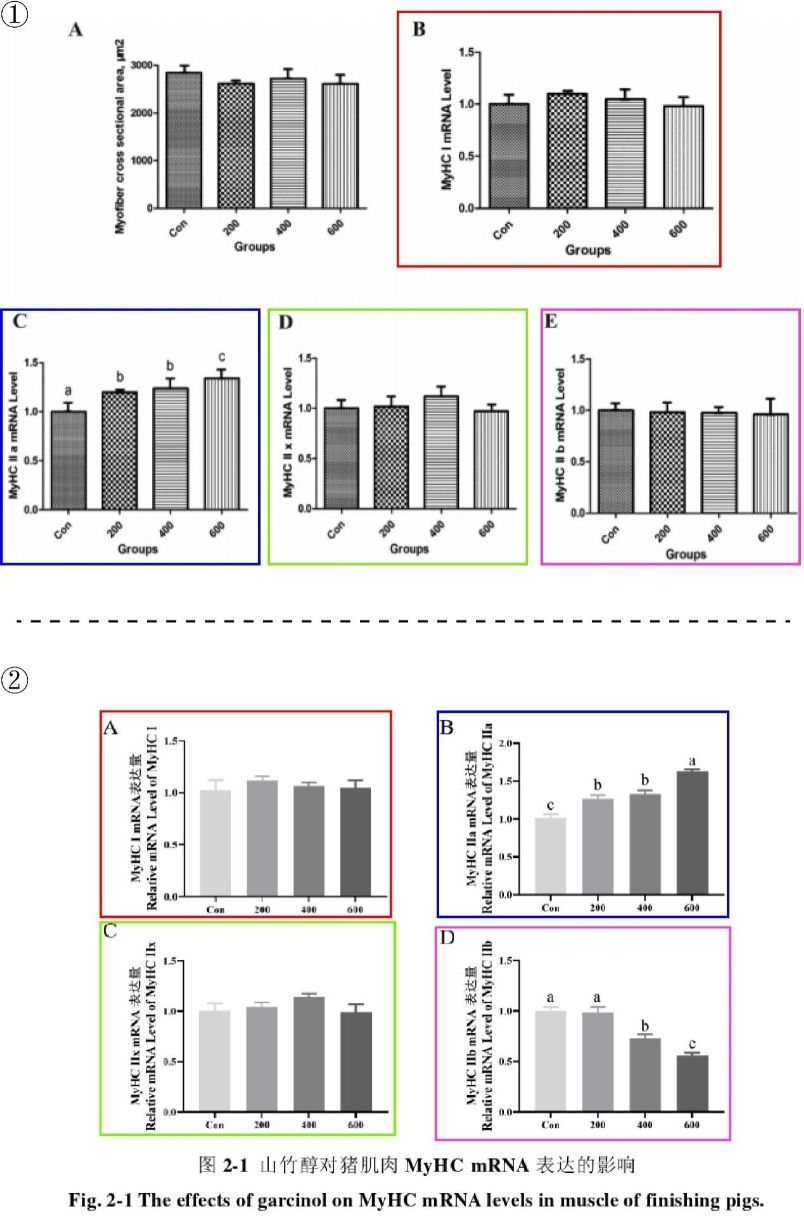 ①
A
Myofiber cross sectional area, µm2
3000
2000
1000
0
Con
200
400
600
Groups
B
MyHC I mRNA Level
1.5
1.0
0.5
0.0
Con
200
400
600
Groups
C
MyHC II a mRNA Level
1.5
1.0
0.5
0.0
a
b
b
c
Con
200
400
600
Groups
D
MyHC II x mRNA Level
1.5
1.0
0.5
0.0
Con
200
400
600
Groups
E
MyHC II b mRNA Level
1.5
1.0
0.5
0.0
Con
200
400
600
Groups
②
A
MyHC I mRNA表达量
Relative mRNA Level of MyHC I
1.5
1.0
0.5
0.0
Con
200
400
600
B
MyHC IIa mRNA表达量
Relative mRNA Level of MyHC IIa
2.0
1.5
1.0
0.5
0.0
c
b
b
a
Con
200
400
600
C
MyHC IIx mRNA 表达量
Relative mRNA Level of MyHC IIx
1.5
1.0
0.5
0.0
Con
200
400
600
D
MyHC IIb mRNA 表达量
Relative mRNA Level of MyHC IIb
1.5
1.0
0.5
0.0
a
a
b
c
Con
200
400
600
图 2-1 山竹醇对猪肌肉 MyHC mRNA 表达的影响
Fig. 2-1 The effects of garcinol on MyHC mRNA levels in muscle of finishing pigs.